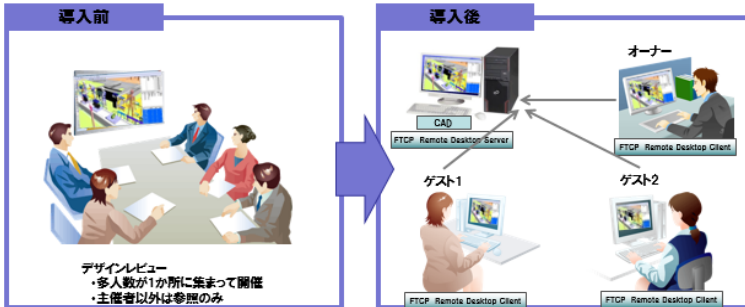 導入前
デザインレビュー
・多人数が1か所に集まって開催
・主催者以外は参照のみ
導入後
オーナー
CAD
FTCP Remote Desktop Server
FTCP Remote Desktop Client
ゲスト1
ゲスト2
FTCP Remote Desktop Client
FTCP Remote Desktop Client